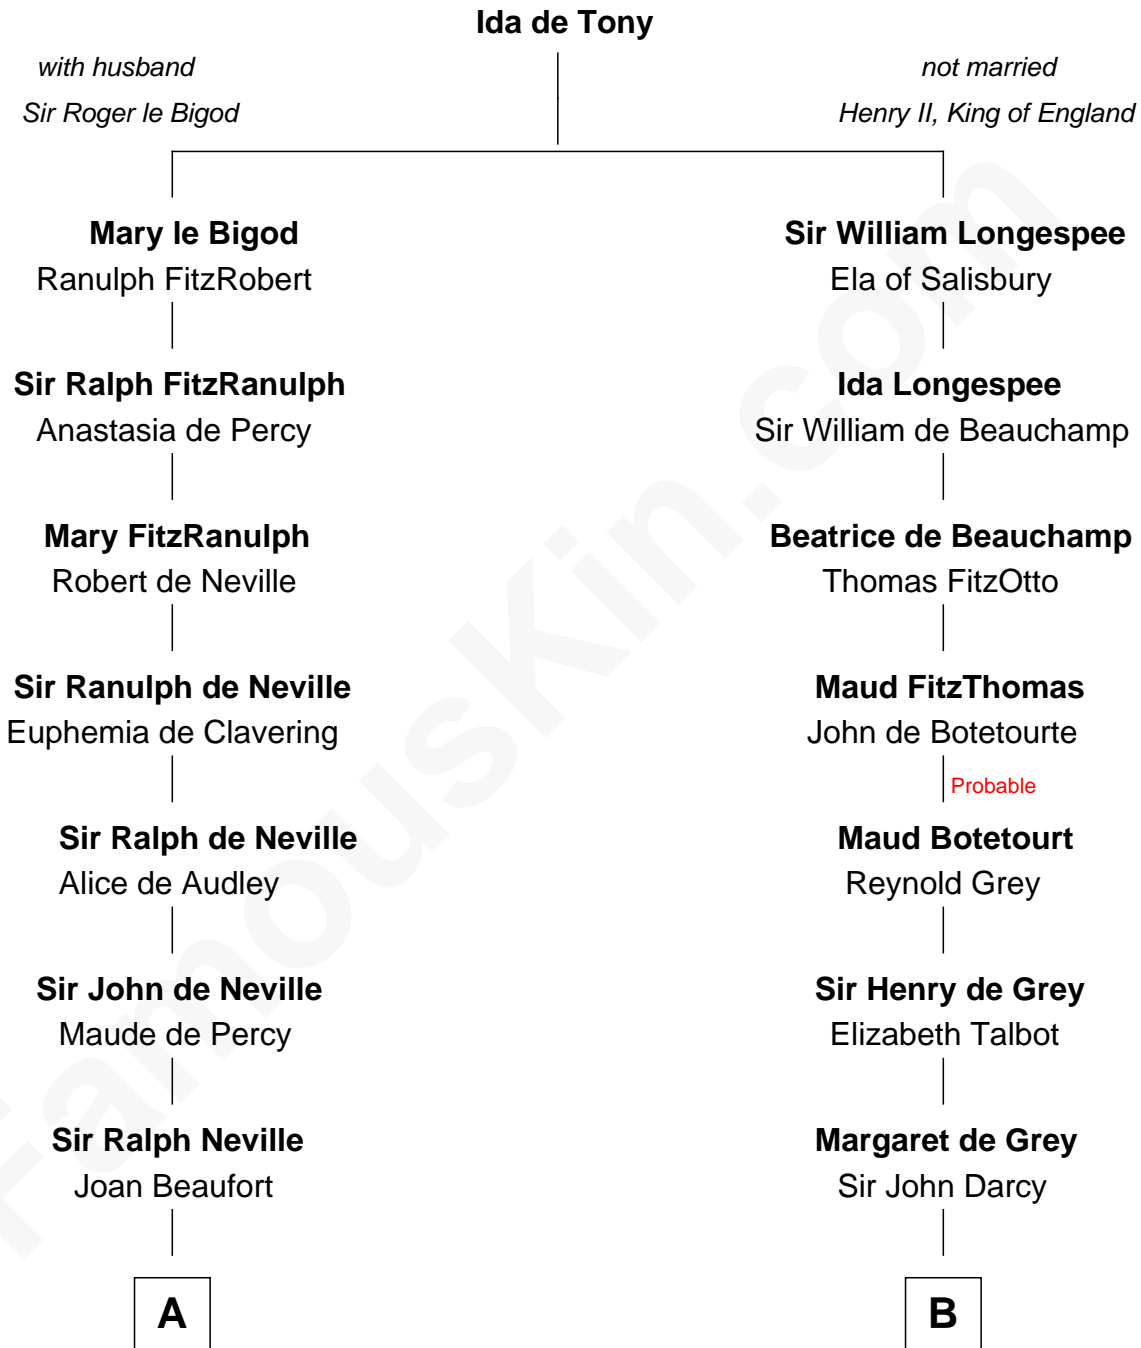 Ida de Tony
with husband
Sir Roger le Bigod
not married
Henry II, King of England
Mary le Bigod
Ranulph FitzRobert
Sir William Longespee
Ela of Salisbury
Sir Ralph FitzRanulph
Anastasia de Percy
Ida Longespee
Sir William de Beauchamp
Mary FitzRanulph
Robert de Neville
Beatrice de Beauchamp
Thomas FitzOtto
Sir Ranulph de Neville
Euphemia de Clavering
Maud FitzThomas
John de Botetourte
Probable
Sir Ralph de Neville
Alice de Audley
Maud Botetourt
Reynold Grey
Sir John de Neville
Maude de Percy
Sir Henry de Grey
Elizabeth Talbot
Sir Ralph Neville
Joan Beaufort
Margaret de Grey
Sir John Darcy
A
B
FamousKin.com